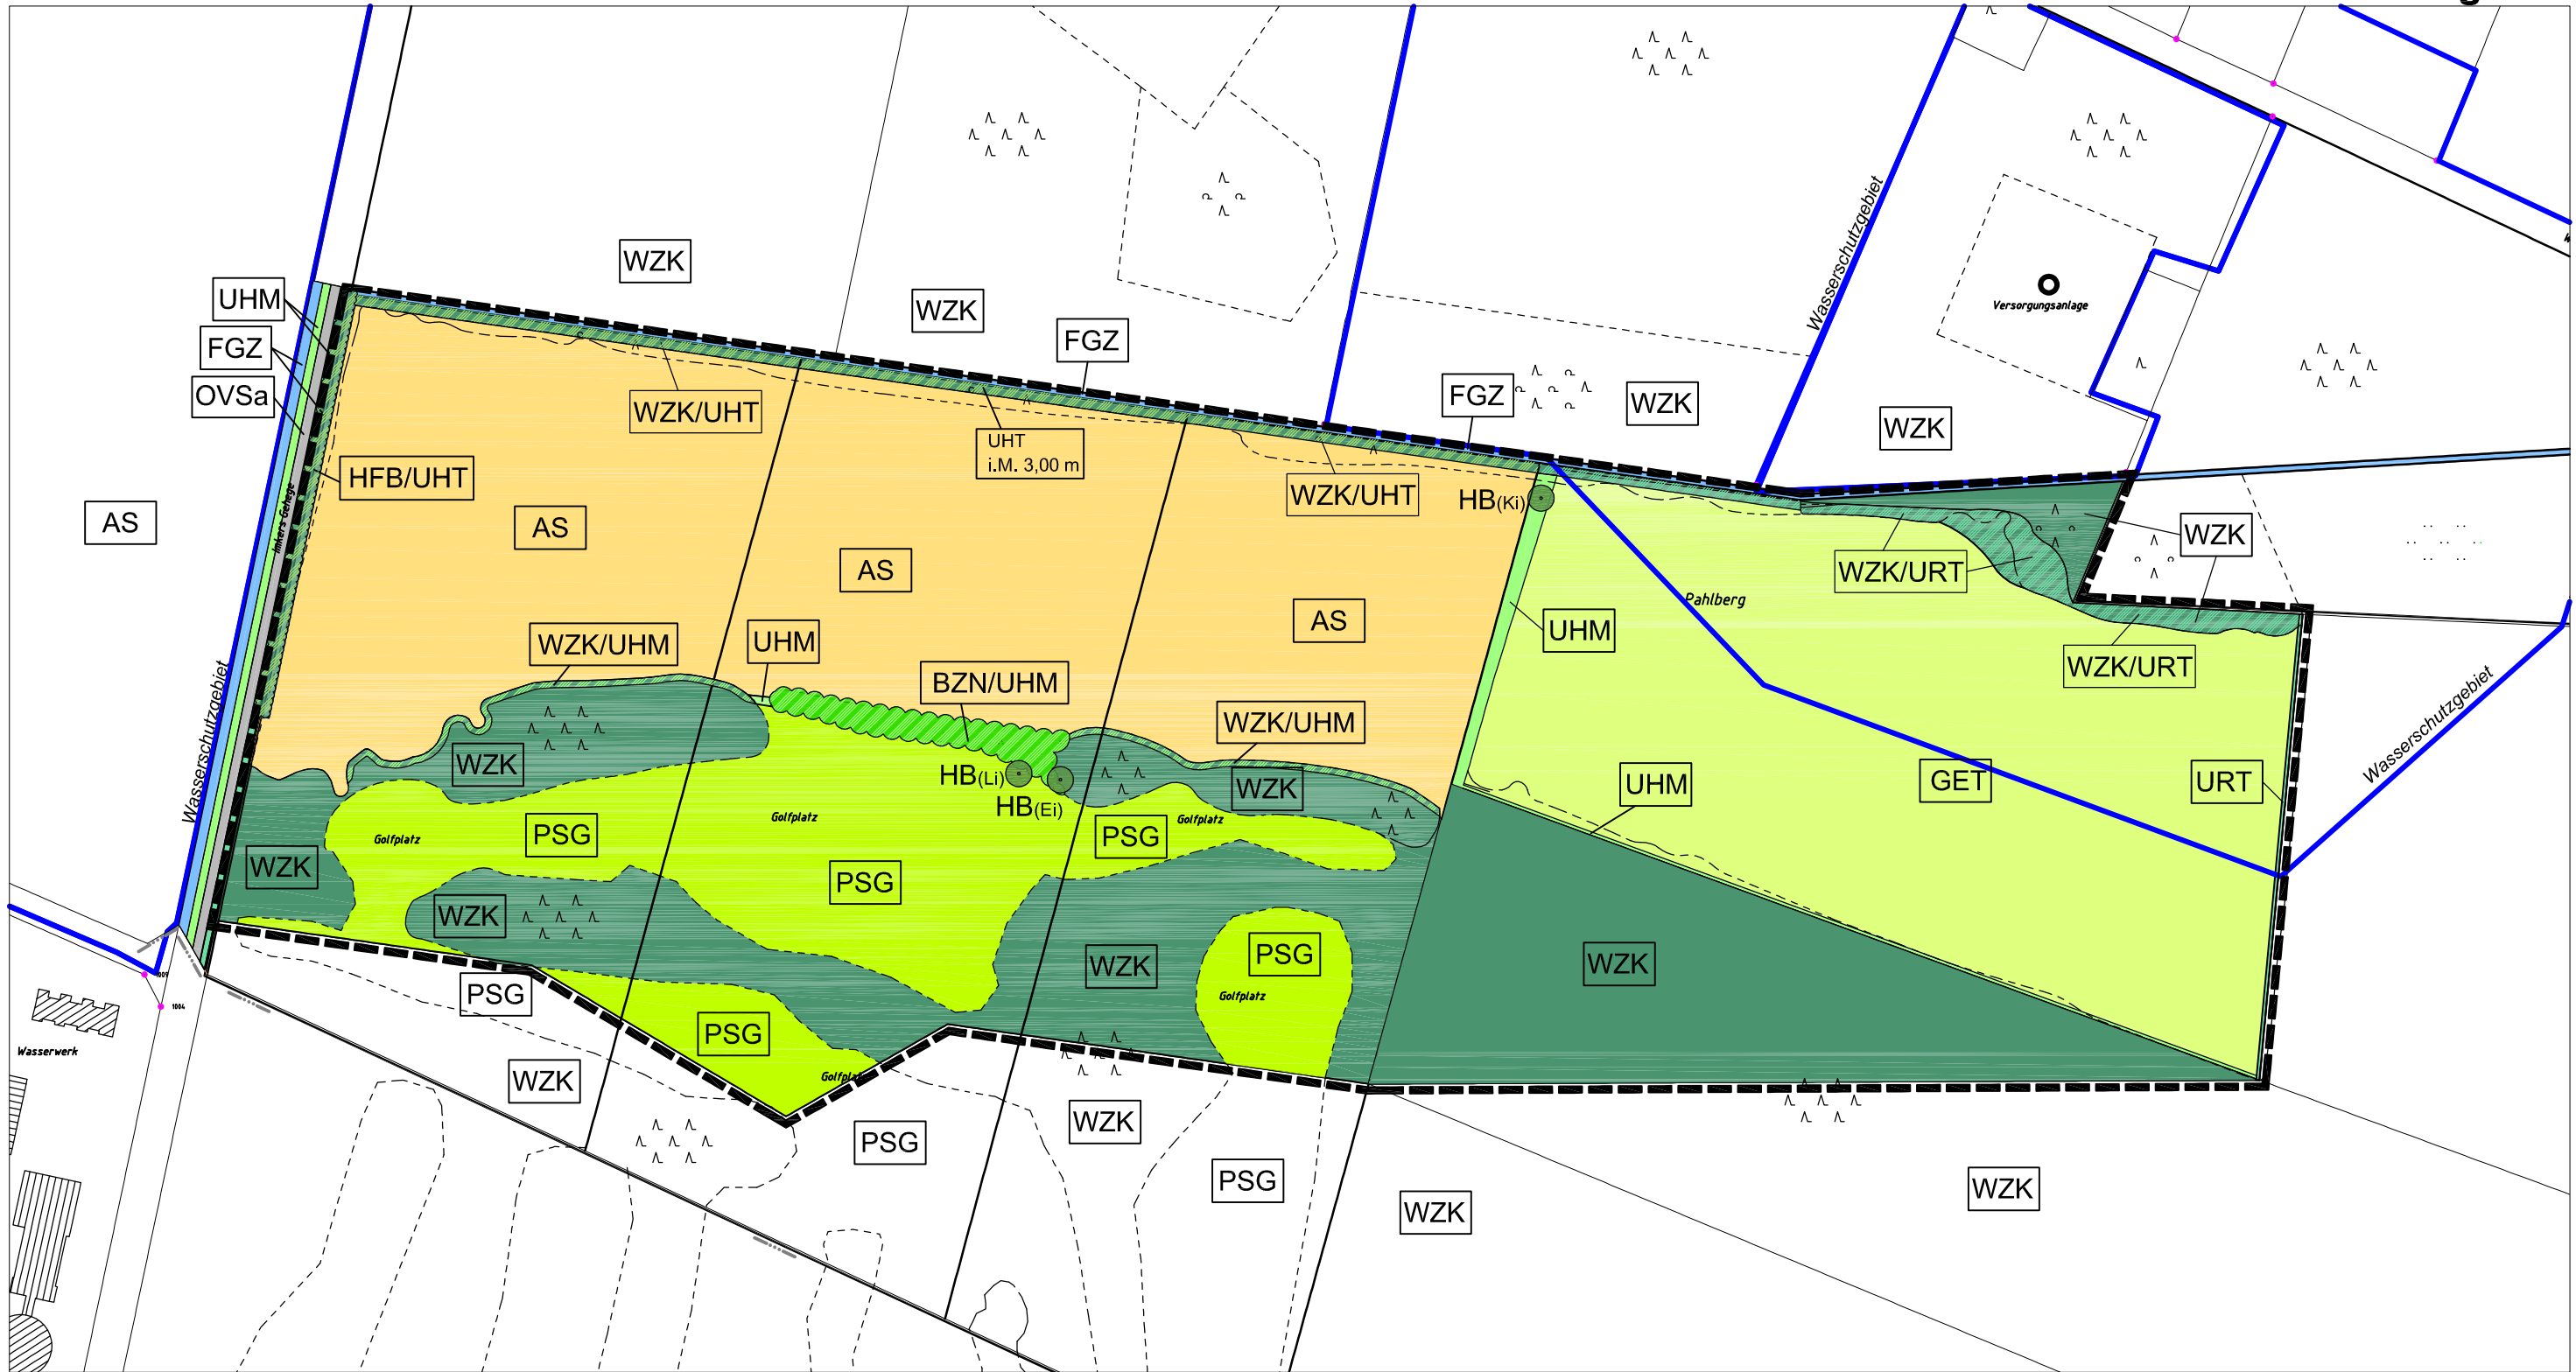 g
WZK
WZK
Wasserschutzgebiet
Versorgungsanlage
UHM
FGZ
OVSa
FGZ
FGZ
WZK
WZK
WZK/UHT
UHT
i.M. 3,00 m
WZK/UHT
HFB/UHT
HB(Ki)
AS
AS
AS
AS
Imkers Gehege
WZK
WZK/URT
Pahlberg
UHM
WZK/UHM
UHM
BZN/UHM
WZK/UHM
WZK/URT
Wasserschutzgebiet
Wasserschutzgebiet
WZK
HB(Li)
HB(Ei)
WZK
UHM
GET
URT
Golfplatz
PSG
Golfplatz
PSG
Golfplatz
WZK
PSG
WZK
PSG
WZK
WZK
PSG
Golfplatz
PSG
PSG
Golfplatz
1009
1004
Wasserwerk
WZK
WZK
PSG
PSG
WZK
WZK